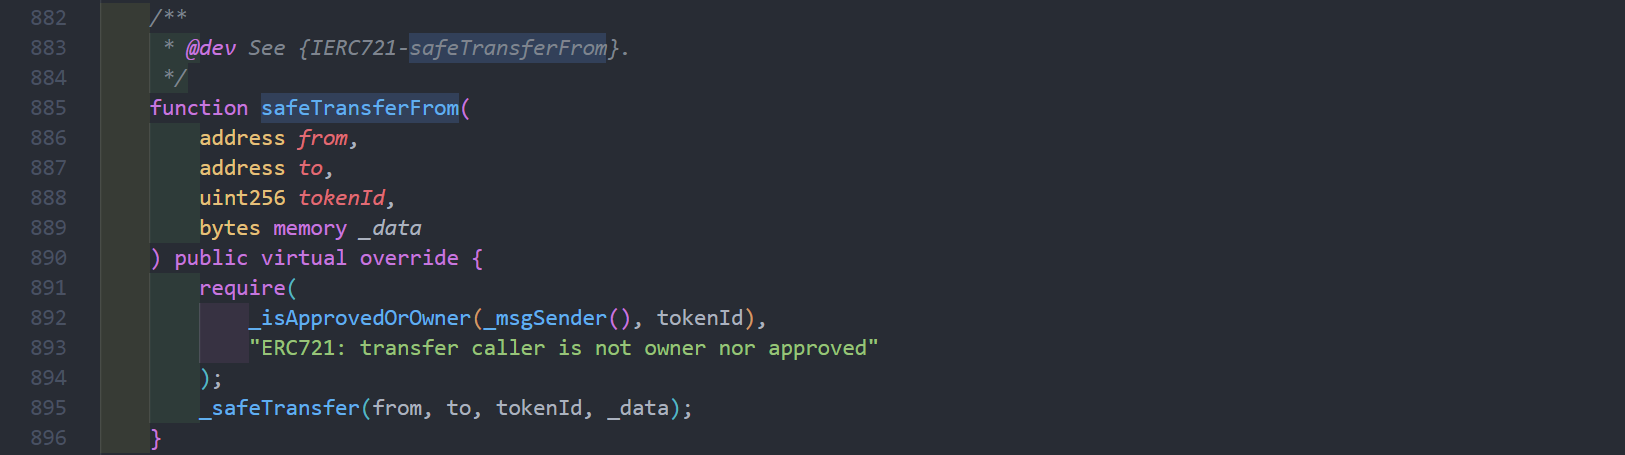 882 /**
883 * @dev See {IERC721-safeTransferFrom}.
884 */
885 function safeTransferFrom(
886 address from,
887 address to,
888 uint256 tokenId,
889 bytes memory _data
890 ) public virtual override {
891 require(
892 _isApprovedOrOwner(_msgSender(), tokenId),
893 "ERC721: transfer caller is not owner nor approved"
894 );
895 _safeTransfer(from, to, tokenId, _data);
896 }